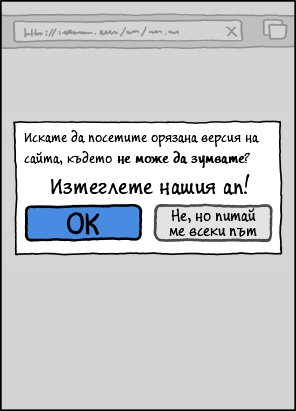 Искате да посетите орязана версия на
сайта, където не може да зумвате?
Изтеглете нашия ап!
OK
Не, но питай
ме всеки път